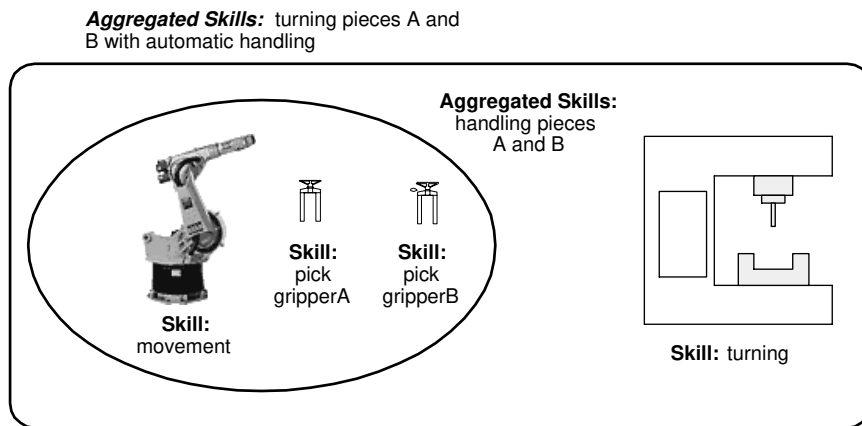 Aggregated Skills: turning pieces A and
B with automatic handling
Aggregated Skills:
handling pieces
A and B
Skill:
pick
gripperA
Skill:
pick
gripperB
Skill:
movement
Skill: turning